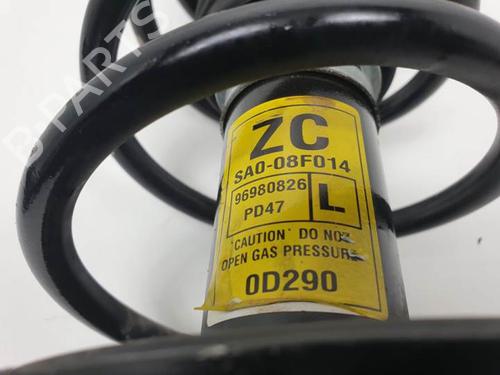 B-PARTS
ZC
SA0-08F014
96980826
L
PD47
"CAUTION" DO NOT
OPEN GAS PRESSURE
0D290